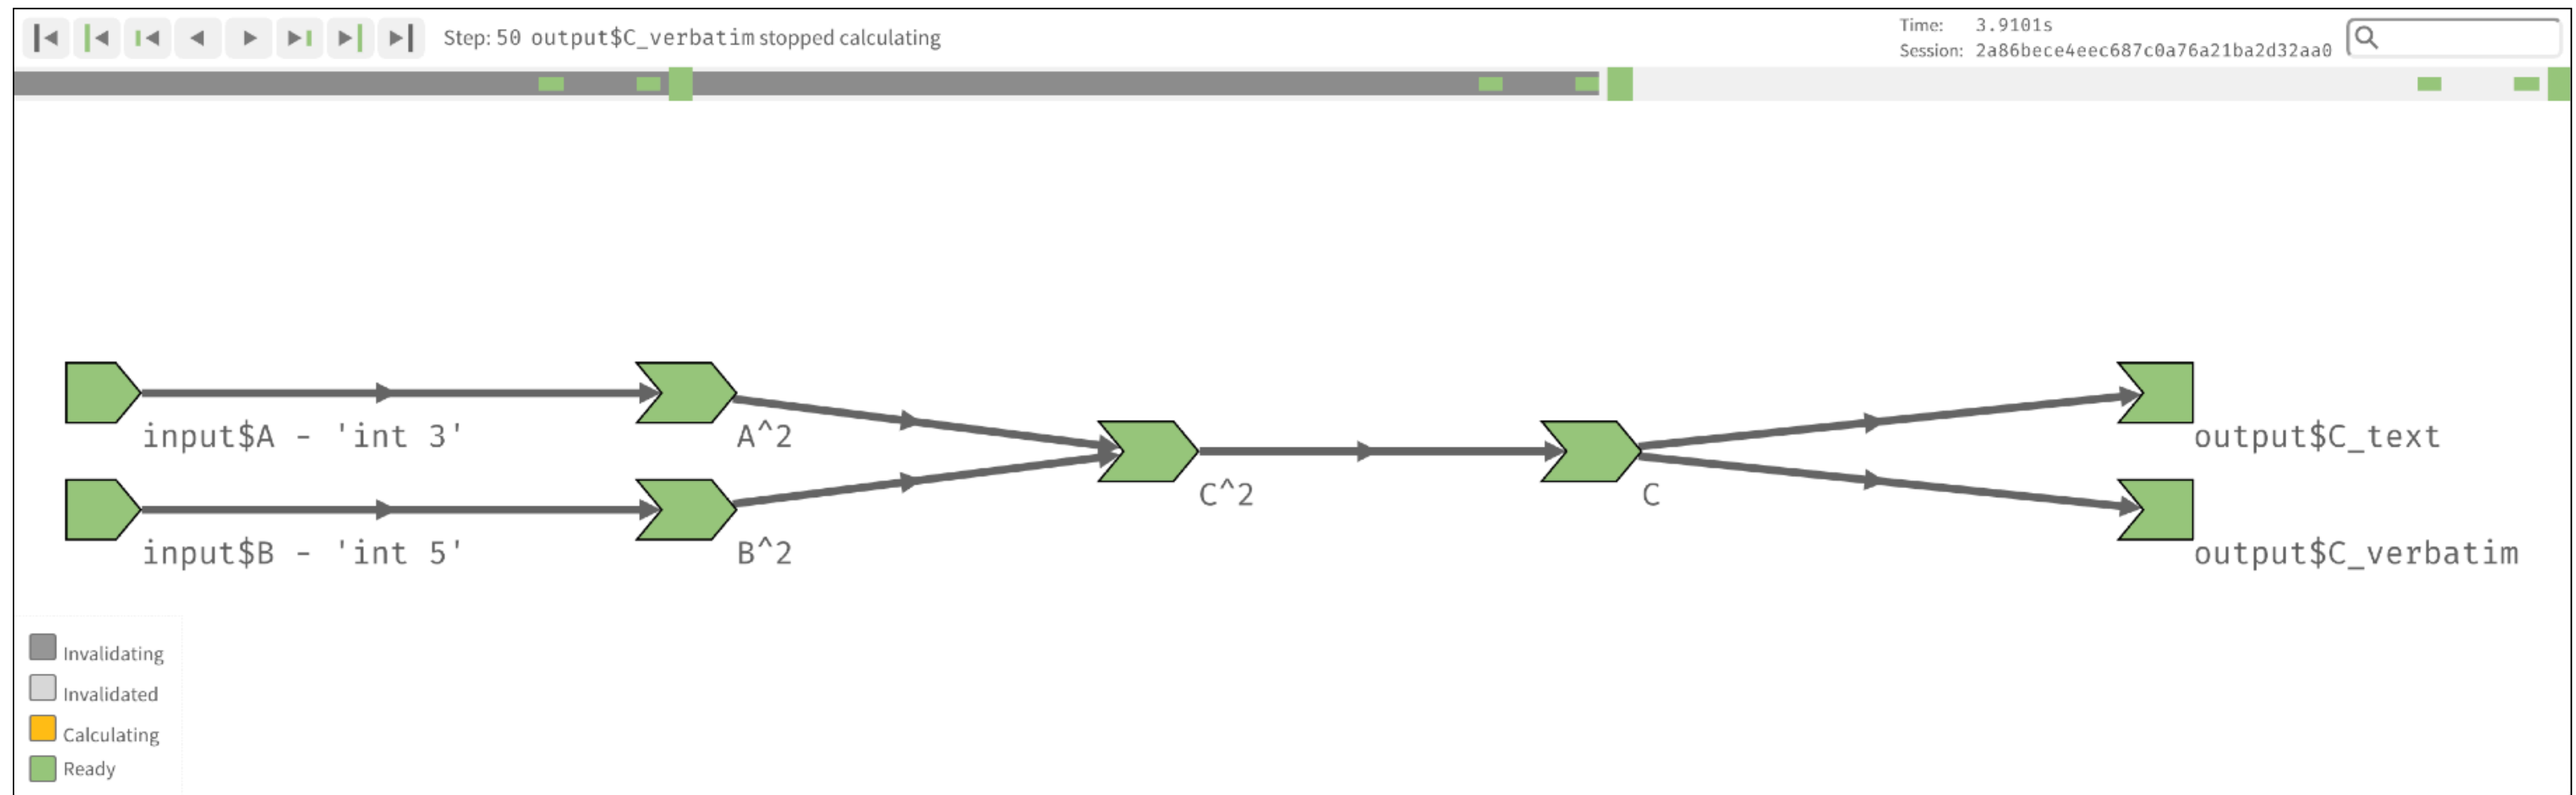 Step: 50 output$C_verbatim stopped calculating
Time: 3.9101s
Session: 2a86bece4eec687c0a76a21ba2d32aa0
input$A - 'int 3'
A^2
output$C_text
C^2
C
input$B - 'int 5'
B^2
output$C_verbatim
Invalidating
Invalidated
Calculating
Ready